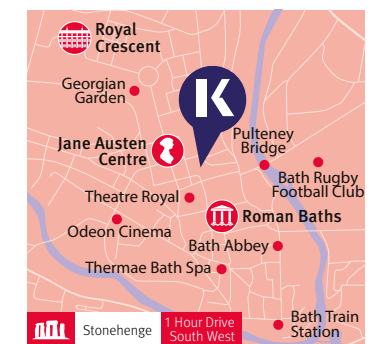 Royal
Crescent
Georgian
Garden
K
Jane Austen
Centre
Pulteney
Bridge
Bath Rugby
Football Club
Theatre Royal
Roman Baths
Odeon Cinema
Bath Abbey
Thermae Bath Spa
Bath Train
Station
Stonehenge
1 Hour Drive
South West